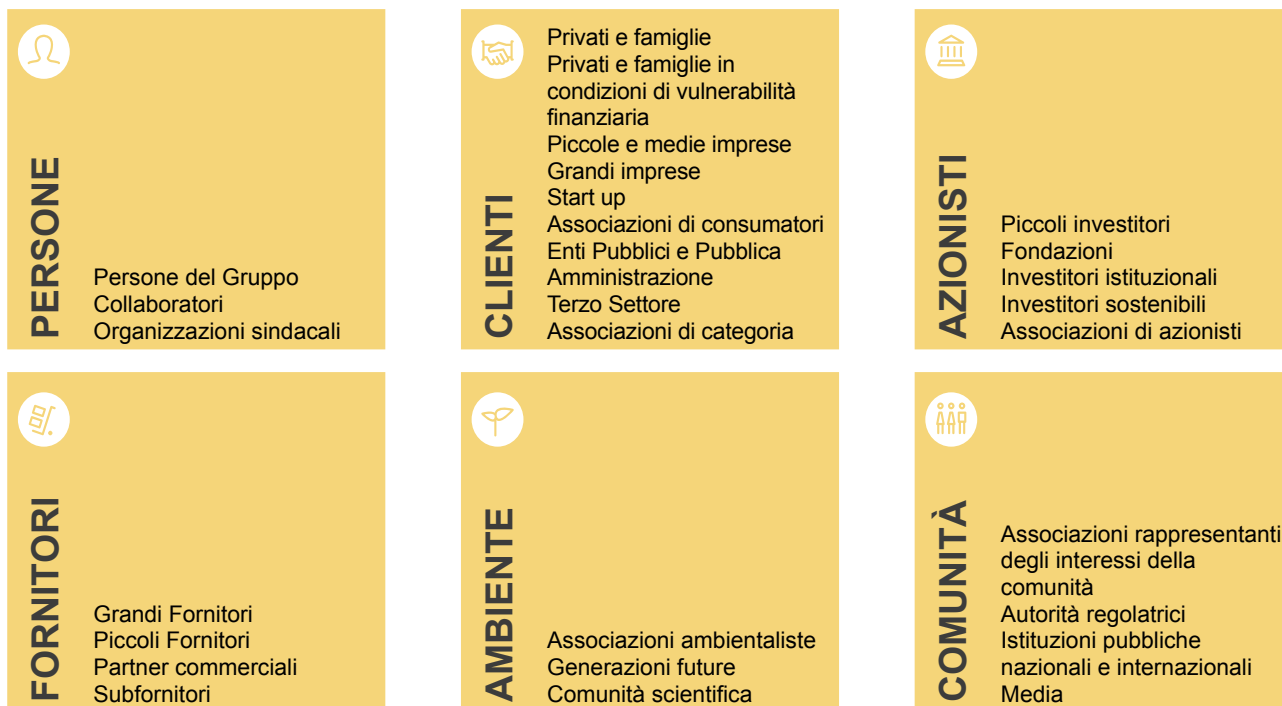 PERSONE
Persone del Gruppo
Collaboratori
Organizzazioni sindacali
CLIENTI
Privati e famiglie
Privati e famiglie in
condizioni di vulnerabilità
finanziaria
Piccole e medie imprese
Grandi imprese
Start up
Associazioni di consumatori
Enti Pubblici e Pubblica
Amministrazione
Terzo Settore
Associazioni di categoria
AZIONISTI
Piccoli investitori
Fondazioni
Investitori istituzionali
Investitori sostenibili
Associazioni di azionisti
FORNITORI
Grandi Fornitori
Piccoli Fornitori
Partner commerciali
Subfornitori
AMBIENTE
Associazioni ambientaliste
Generazioni future
Comunità scientifica
COMUNITÀ
Associazioni rappresentanti
degli interessi della
comunità
Autorità regolatrici
Istituzioni pubbliche
nazionali e internazionali
Media